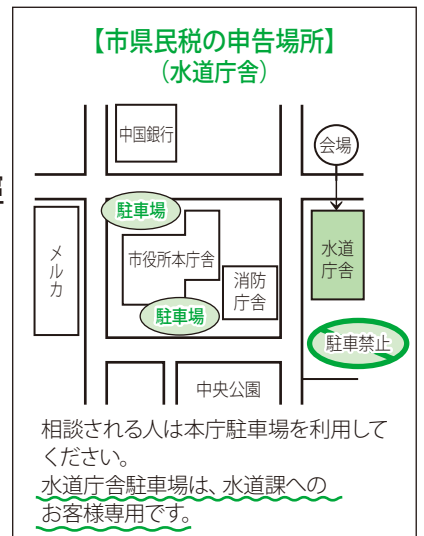 【市県民税の申告場所】
(水道庁舎)
中国銀行
会場
駐車場
メルカ
市役所本庁舎
水道
庁舎
消防
庁舎
駐車場
駐車禁止
中央公園
相談される人は本庁駐車場を利用して
ください。
水道庁舎駐車場は、水道課への
お客様専用です。